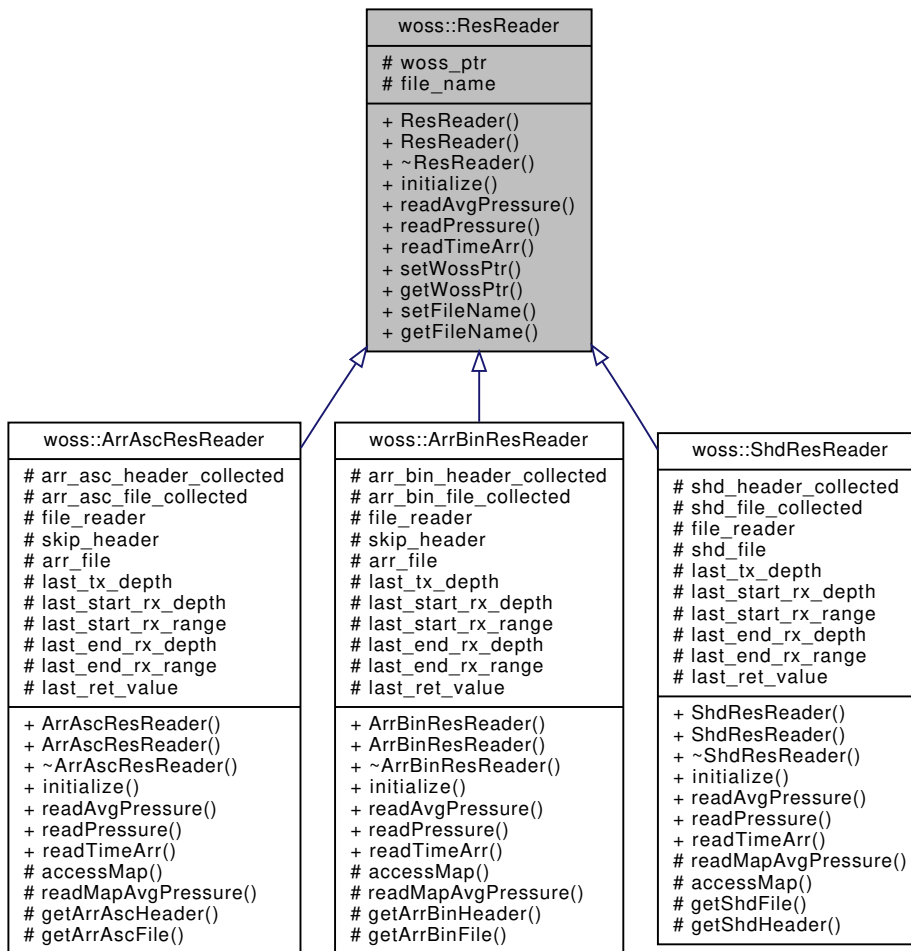 woss::ResReader
# woss_ptr
# file_name
+ ResReader()
+ ResReader()
+ ~ResReader()
+ initialize()
+ readAvgPressure()
+ readPressure()
+ readTimeArr()
+ setWossPtr()
+ getWossPtr()
+ setFileName()
+ getFileName()
woss::ArrAscResReader
# arr_asc_header_collected
# arr_asc_file_collected
# file_reader
# skip_header
# arr_file
# last_tx_depth
# last_start_rx_depth
# last_start_rx_range
# last_end_rx_depth
# last_end_rx_range
# last_ret_value
+ ArrAscResReader()
+ ArrAscResReader()
+ ~ArrAscResReader()
+ initialize()
+ readAvgPressure()
+ readPressure()
+ readTimeArr()
# accessMap()
# readMapAvgPressure()
# getArrAscHeader()
# getArrAscFile()
woss::ArrBinResReader
# arr_bin_header_collected
# arr_bin_file_collected
# file_reader
# skip_header
# arr_file
# last_tx_depth
# last_start_rx_depth
# last_start_rx_range
# last_end_rx_depth
# last_end_rx_range
# last_ret_value
+ ArrBinResReader()
+ ArrBinResReader()
+ ~ArrBinResReader()
+ initialize()
+ readAvgPressure()
+ readPressure()
+ readTimeArr()
# accessMap()
# readMapAvgPressure()
# getArrBinHeader()
# getArrBinFile()
woss::ShdResReader
# shd_header_collected
# shd_file_collected
# file_reader
# shd_file
# last_tx_depth
# last_start_rx_depth
# last_start_rx_range
# last_end_rx_depth
# last_end_rx_range
# last_ret_value
+ ShdResReader()
+ ShdResReader()
+ ~ShdResReader()
+ initialize()
+ readAvgPressure()
+ readPressure()
+ readTimeArr()
# readMapAvgPressure()
# accessMap()
# getShdFile()
# getShdHeader()